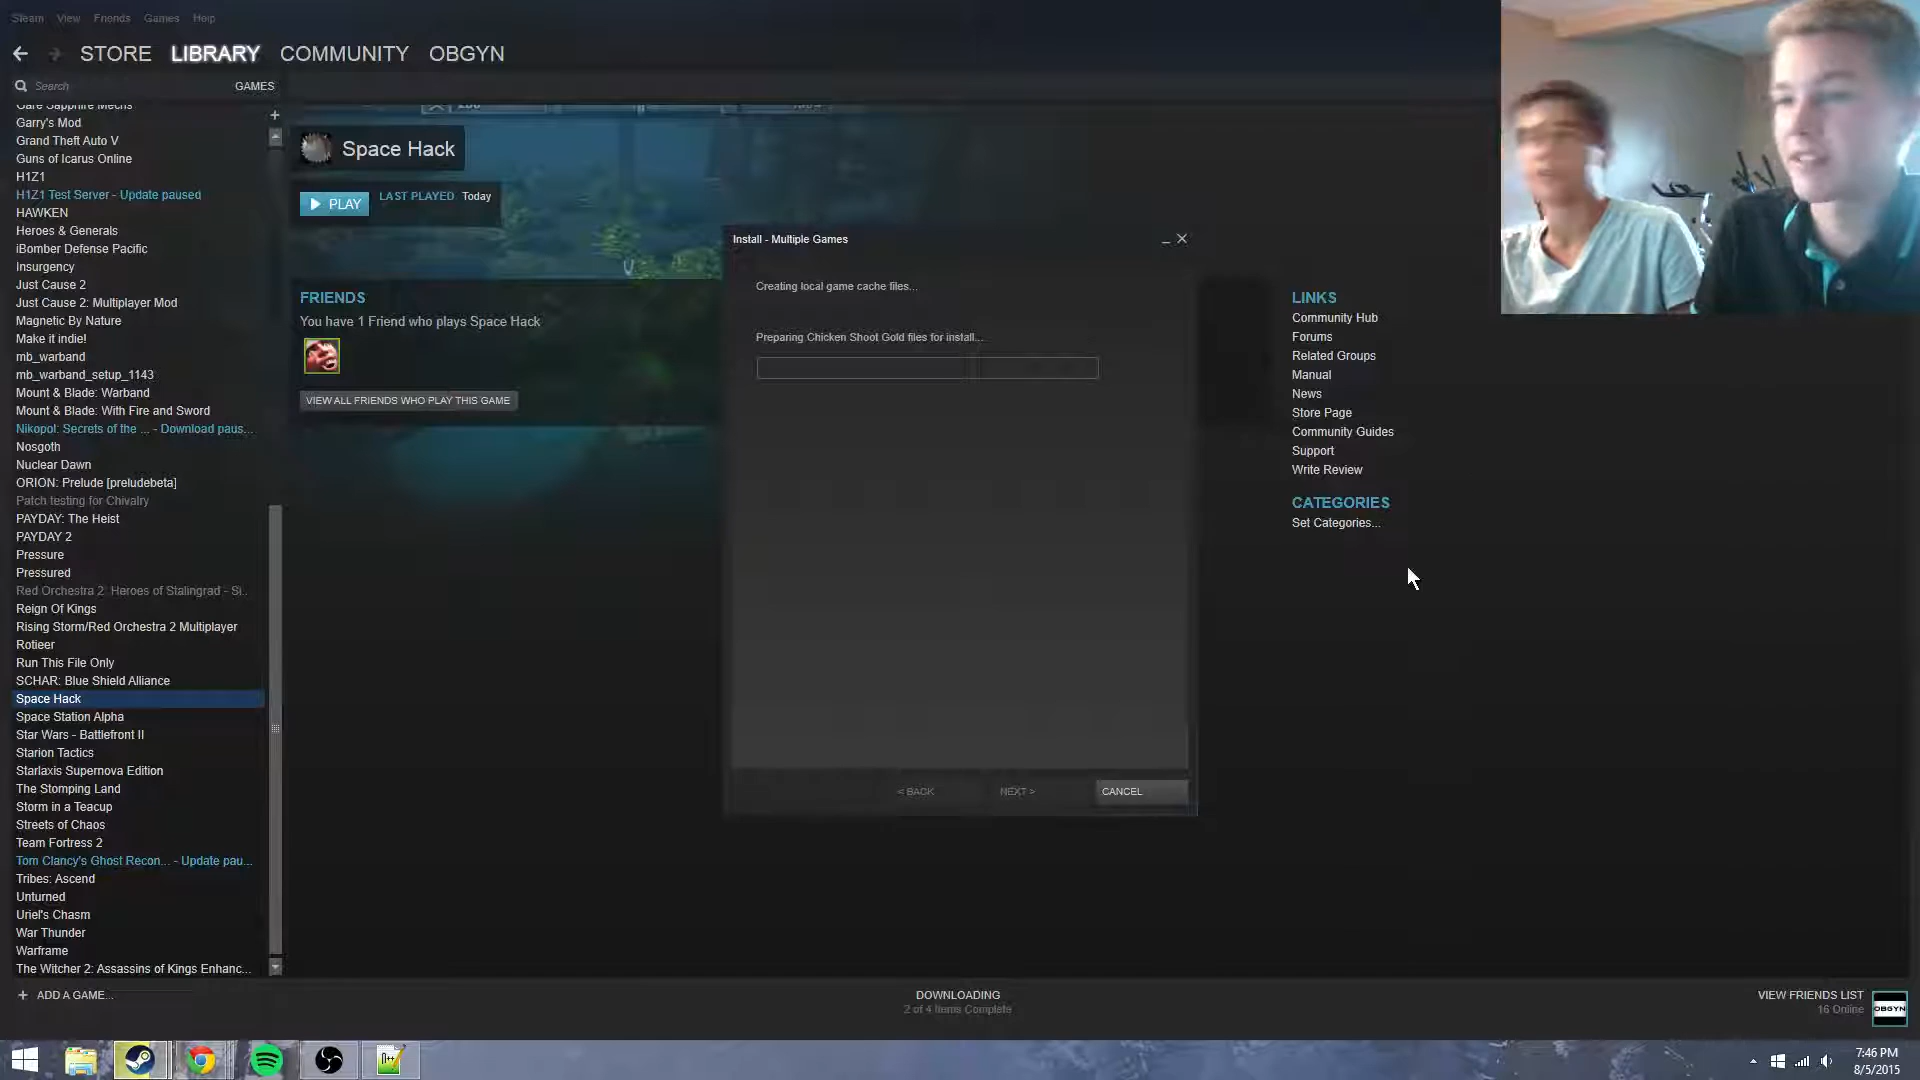 Steam View Friends Games Help
STORE LIBRARY COMMUNITY OBGYN
Search GAMES
Garry's Mod
Grand Theft Auto V
Guns of Icarus Online
H1Z1
H1Z1 Test Server - Update paused
HAWKEN
Heroes & Generals
iBomber Defense Pacific
Insurgency
Just Cause 2
Just Cause 2: Multiplayer Mod
Magnetic By Nature
Make it indie!
mb_warband
mb_warband_setup_1143
Mount & Blade: Warband
Mount & Blade: With Fire and Sword
Nikopol: Secrets of the ... - Download paus...
Nosgoth
Nuclear Dawn
ORION: Prelude [preludebeta]
Patch testing for Chivalry
PAYDAY: The Heist
PAYDAY 2
Pressure
Pressured
Red Orchestra 2: Heroes of Stalingrad - Si...
Reign Of Kings
Rising Storm/Red Orchestra 2 Multiplayer
Rotieer
Run This File Only
SCHAR: Blue Shield Alliance
Space Hack
Space Station Alpha
Star Wars - Battlefront II
Starion Tactics
Starlaxis Supernova Edition
The Stomping Land
Storm in a Teacup
Streets of Chaos
Team Fortress 2
Tom Clancy's Ghost Recon... - Update pau...
Tribes: Ascend
Unturned
Uriel's Chasm
War Thunder
Warframe
The Witcher 2: Assassins of Kings Enhanc...
+ ADD A GAME...
Space Hack
PLAY LAST PLAYED Today
FRIENDS
You have 1 Friend who plays Space Hack
VIEW ALL FRIENDS WHO PLAY THIS GAME
Install - Multiple Games
Creating local game cache files...
Preparing Chicken Shoot Gold files for install...
< BACK NEXT > CANCEL
LINKS
Community Hub
Forums
Related Groups
Manual
News
Store Page
Community Guides
Support
Write Review
CATEGORIES
Set Categories...
DOWNLOADING
2 of 4 Items Complete
VIEW FRIENDS LIST
16 Online
OBGYN
7:46 PM
8/5/2015